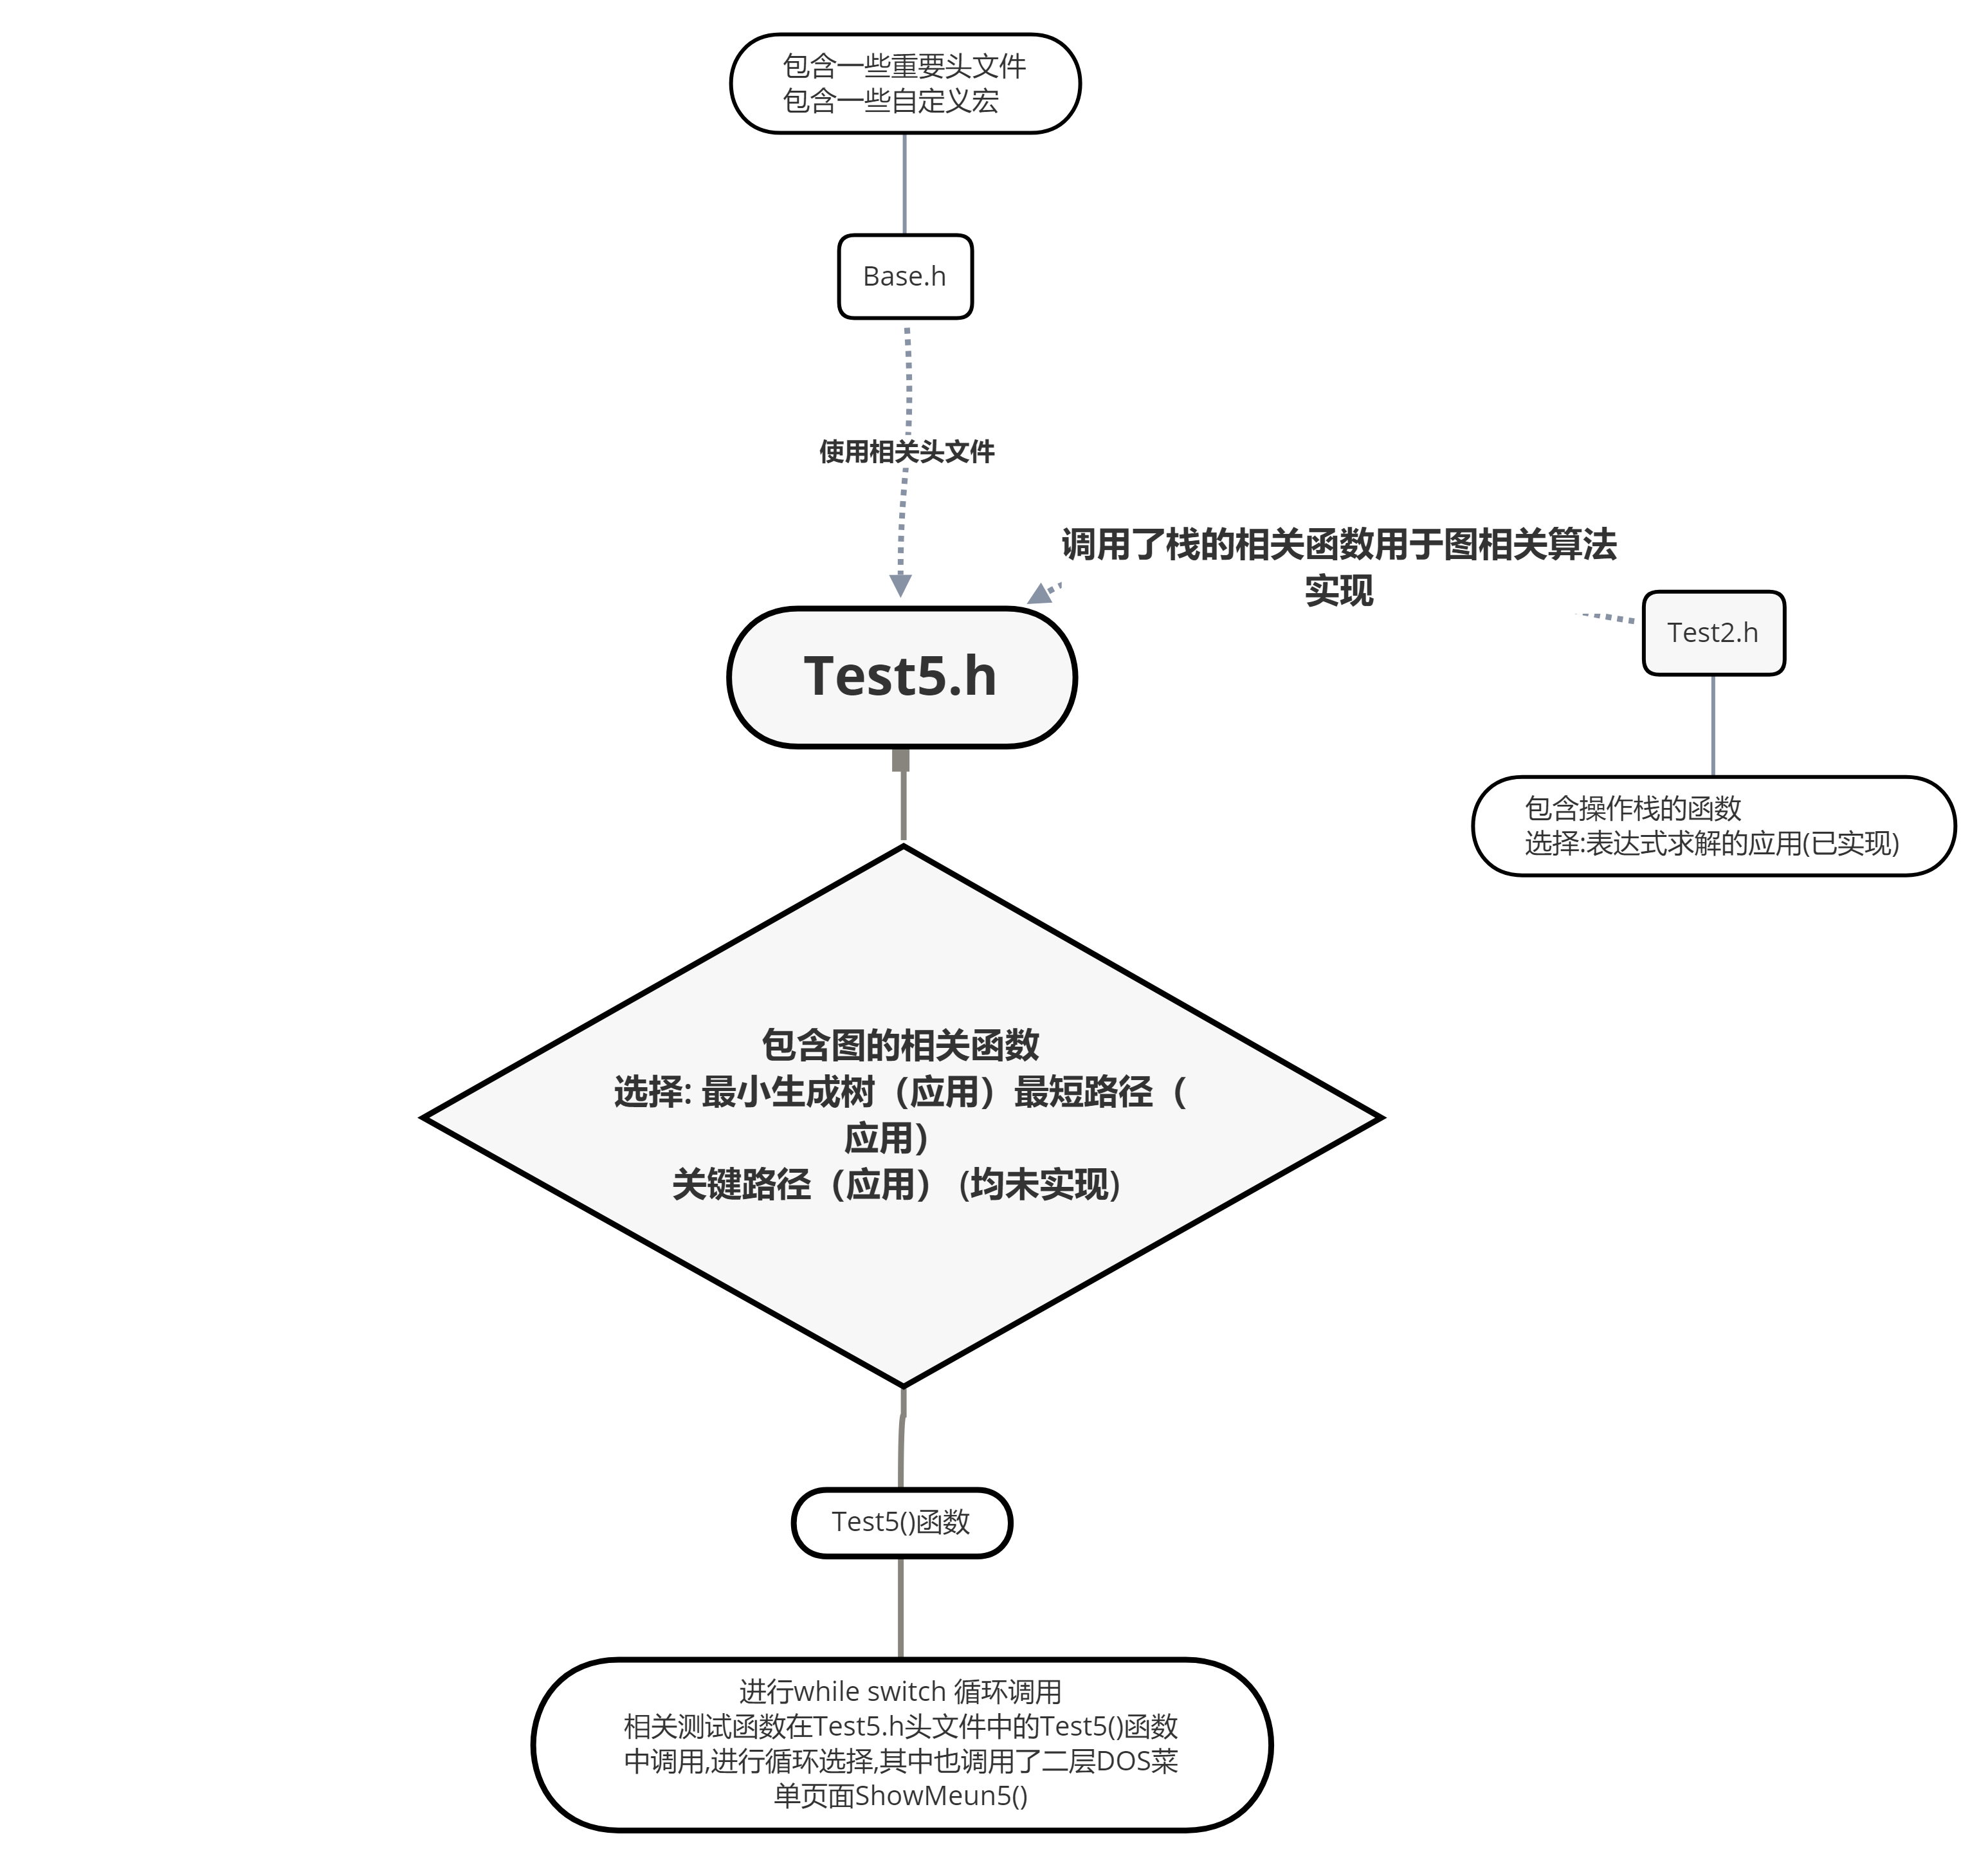 包含一些重要头文件
包含一些自定义宏
Base.h
使用相关头文件
调用了栈的相关函数用于图相关算法
实现
Test2.h
Test5.h
包含操作栈的函数
选择:表达式求解的应用(已实现)
包含图的相关函数
选择: 最小生成树（应用）最短路径（
应用）
关键路径（应用） (均未实现)
Test5()函数
进行while switch 循环调用
相关测试函数在Test5.h头文件中的Test5()函数
中调用,进行循环选择,其中也调用了二层DOS菜
单页面ShowMeun5()